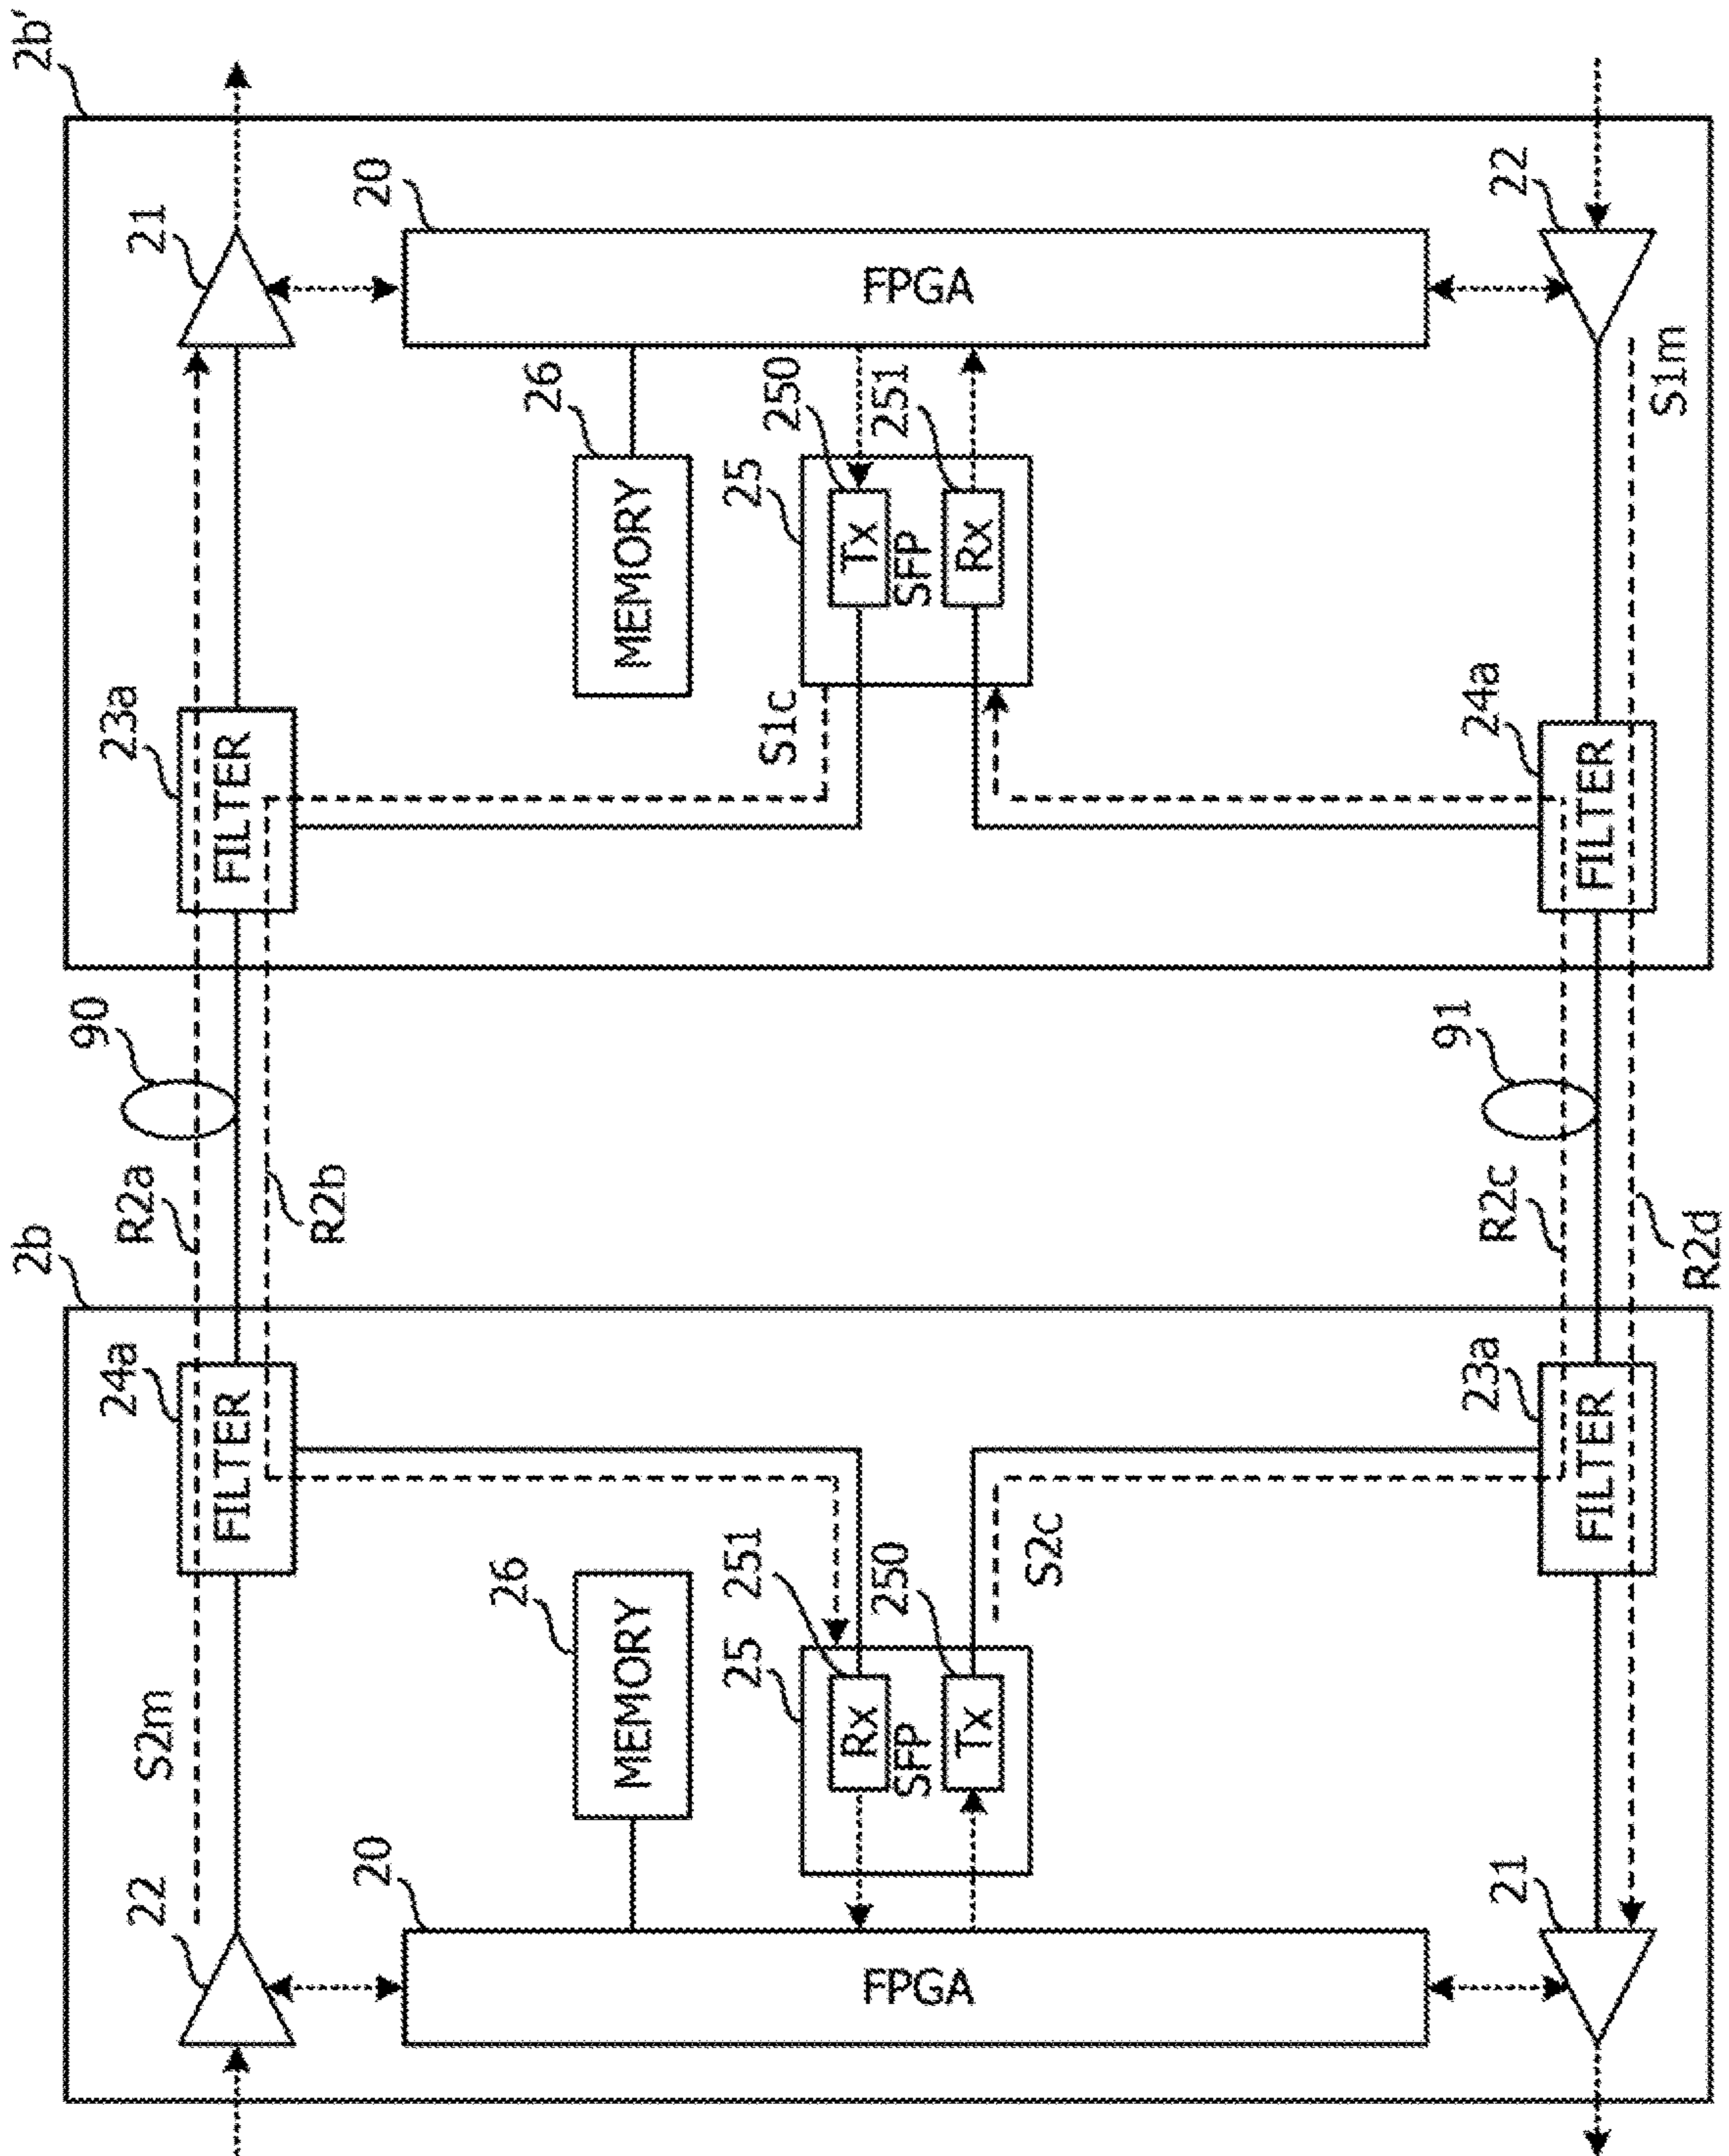 2b
2b'
22
S2m
24a
FILTER
R2a
90
23a
FILTER
21
R2b
20
FPGA
26
MEMORY
25
251
Rx
SFP
250
Tx
S2c
26
MEMORY
S1c
25
Tx
SFP
Rx
250
251
20
FPGA
21
23a
FILTER
R2c
91
R2d
24a
FILTER
22
S1m